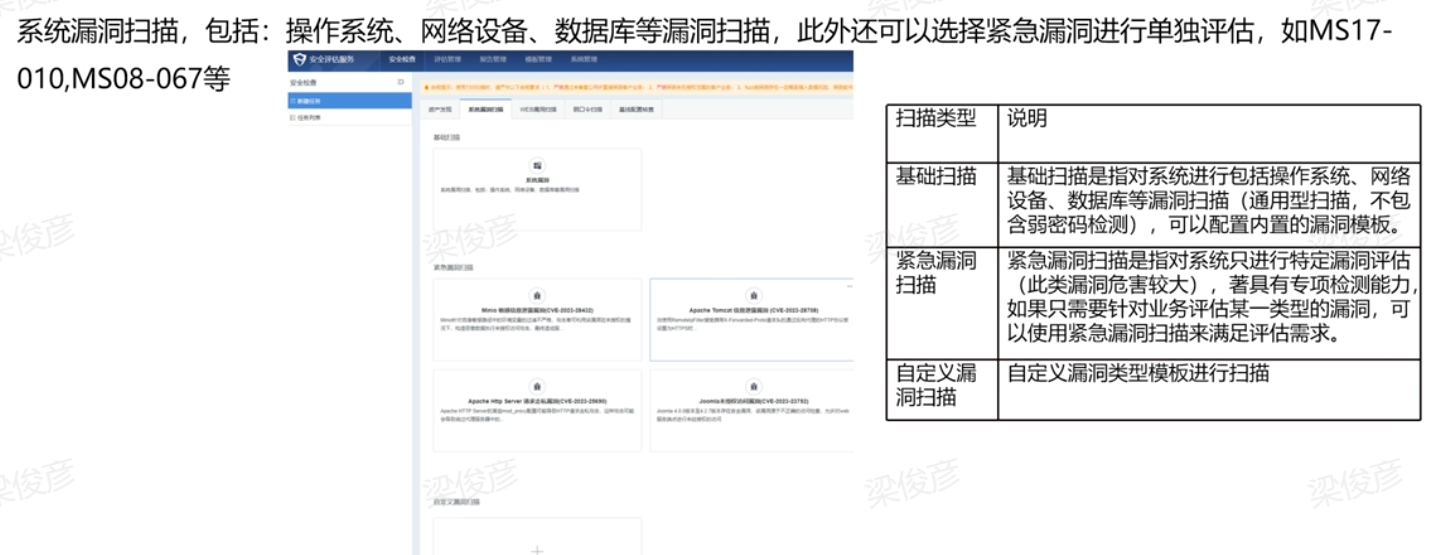 系统漏洞扫描，包括：操作系统、网络设备、数据库等漏洞扫描，此外还可以选择紧急漏洞进行单独评估，如MS17-
010,MS08-067等
安全评估服务
安全检查 评估管理 报告管理 模板管理 系统管理
安全检查
新建任务
任务列表
资产发现 系统漏洞扫描 WEB漏洞扫描 弱口令扫描 基线配置核查
基础扫描
系统漏洞
系统漏洞扫描，包括：操作系统、网络设备、数据库等漏洞扫描
紧急漏洞扫描
Minio 敏感信息泄露漏洞(CVE-2023-28432)
Apache Tomcat 信息泄露漏洞 (CVE-2023-28708)
Apache Http Server 请求走私漏洞(CVE-2023-25690)
Joomla未授权访问漏洞(CVE-2023-23752)
自定义漏洞扫描
扫描类型 说明
基础扫描 基础扫描是指对系统进行包括操作系统、网络
设备、数据库等漏洞扫描（通用型扫描，不包
含弱密码检测），可以配置内置的漏洞模板。
紧急漏洞 紧急漏洞扫描是指对系统只进行特定漏洞评估
扫描 （此类漏洞危害较大），著具有专项检测能力，
如果只需要针对业务评估某一类型的漏洞，可
以使用紧急漏洞扫描来满足评估需求。
自定义漏 自定义漏洞类型模板进行扫描
洞扫描
梁俊彦
梁俊彦
梁俊彦
梁俊彦
梁俊彦
梁俊彦